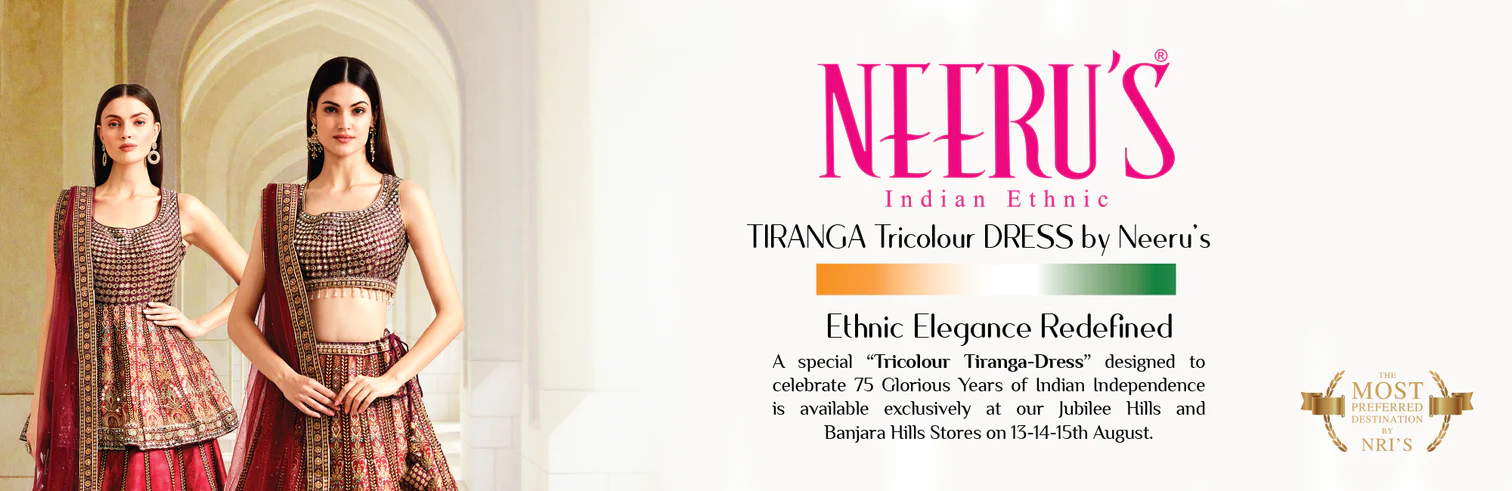 NEERU'S®
Indian Ethnic
TIRANGA Tricolour DRESS by Neeru's
Ethnic Elegance Redefined
A special “Tricolour Tiranga-Dress” designed to
celebrate 75 Glorious Years of Indian Independence
is available exclusively at our Jubilee Hills and
Banjara Hills Stores on 13-14-15th August.
THE
MOST
PREFERRED
DESTINATION
BY
NRI'S